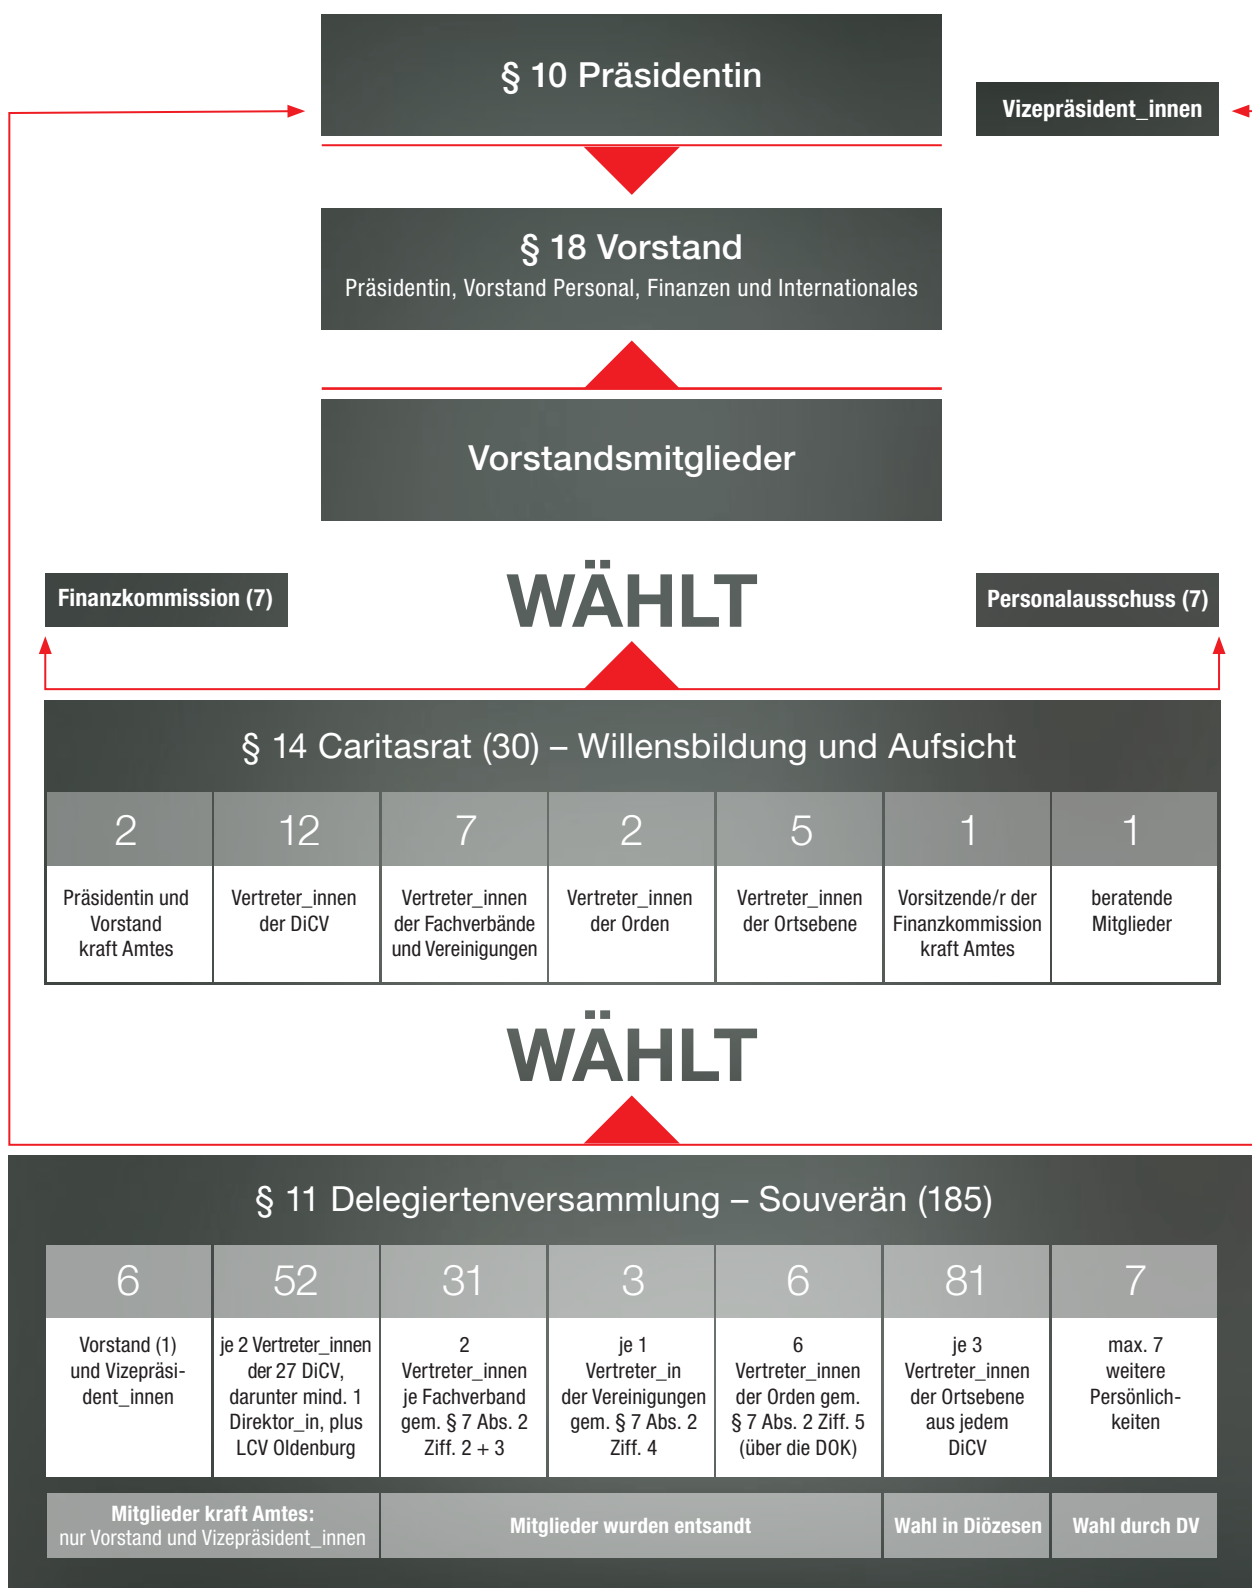 § 10 Präsidentin
Vizepräsident_innen
§ 18 Vorstand
Präsidentin, Vorstand Personal, Finanzen und Internationales
Vorstandsmitglieder
Finanzkommission (7)
WÄHLT
Personalausschuss (7)
§ 14 Caritasrat (30) – Willensbildung und Aufsicht
2
Präsidentin und
Vorstand
kraft Amtes
12
Vertreter_innen
der DiCV
7
Vertreter_innen
der Fachverbände
und Vereinigungen
2
Vertreter_innen
der Orden
5
Vertreter_innen
der Ortsebene
1
Vorsitzende/r der
Finanzkommission
kraft Amtes
1
beratende
Mitglieder
WÄHLT
§ 11 Delegiertenversammlung – Souverän (185)
6
Vorstand (1)
und Vizepräsi-
dent_innen
52
je 2 Vertreter_innen
der 27 DiCV,
darunter mind. 1
Direktor_in, plus
LCV Oldenburg
31
2
Vertreter_innen
je Fachverband
gem. § 7 Abs. 2
Ziff. 2 + 3
3
je 1
Vertreter_in
der Vereinigungen
gem. § 7 Abs. 2
Ziff. 4
6
6
Vertreter_innen
der Orden gem.
§ 7 Abs. 2 Ziff. 5
(über die DOK)
81
je 3
Vertreter_innen
der Ortsebene
aus jedem
DiCV
7
max. 7
weitere
Persönlich-
keiten
Mitglieder kraft Amtes:
nur Vorstand und Vizepräsident_innen
Mitglieder wurden entsandt
Wahl in Diözesen
Wahl durch DV